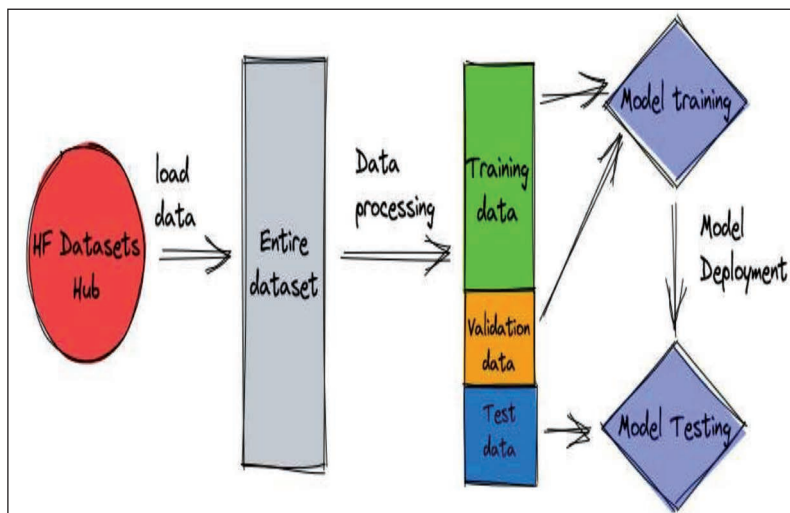 HF Datasets
Hub
load
data
Entire
dataset
Data
processing
Training
data
Validation
data
Test
data
Model training
Model
Deployment
Model Testing